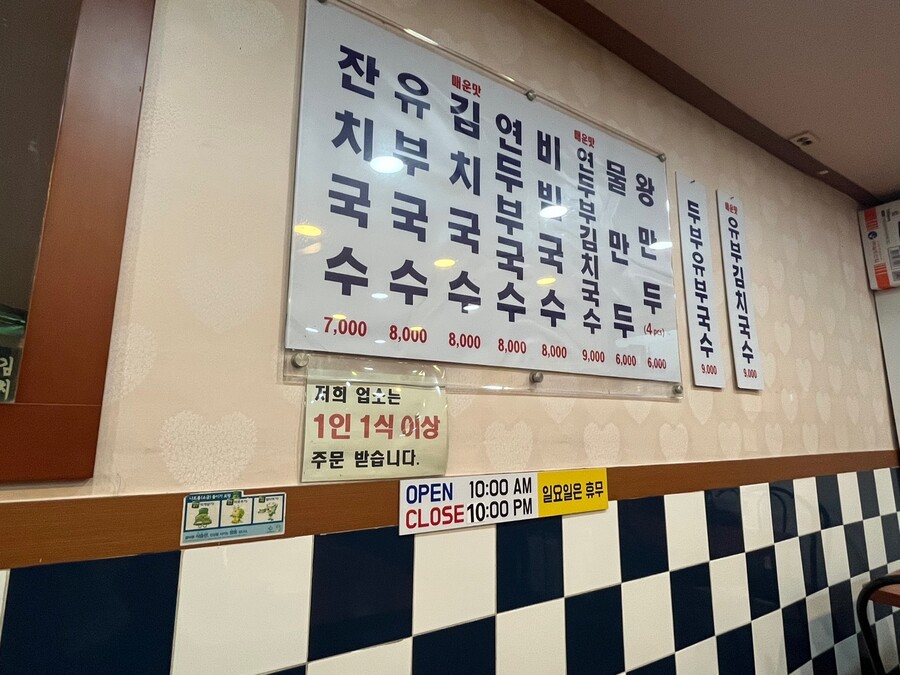 잔치국수
7,000
유부국수
8,000
매운맛
김치국수
8,000
연두부국수
8,000
비빔국수
8,000
매운맛
연두부김치국수
9,000
물만두
6,000
왕만두
(4 pcs)
6,000
두부유부국수
9,000
매운맛
유부김치국수
9,000
저희 업소는
1인 1식 이상
주문 받습니다.
OPEN 10:00 AM
CLOSE 10:00 PM
일요일은 휴무